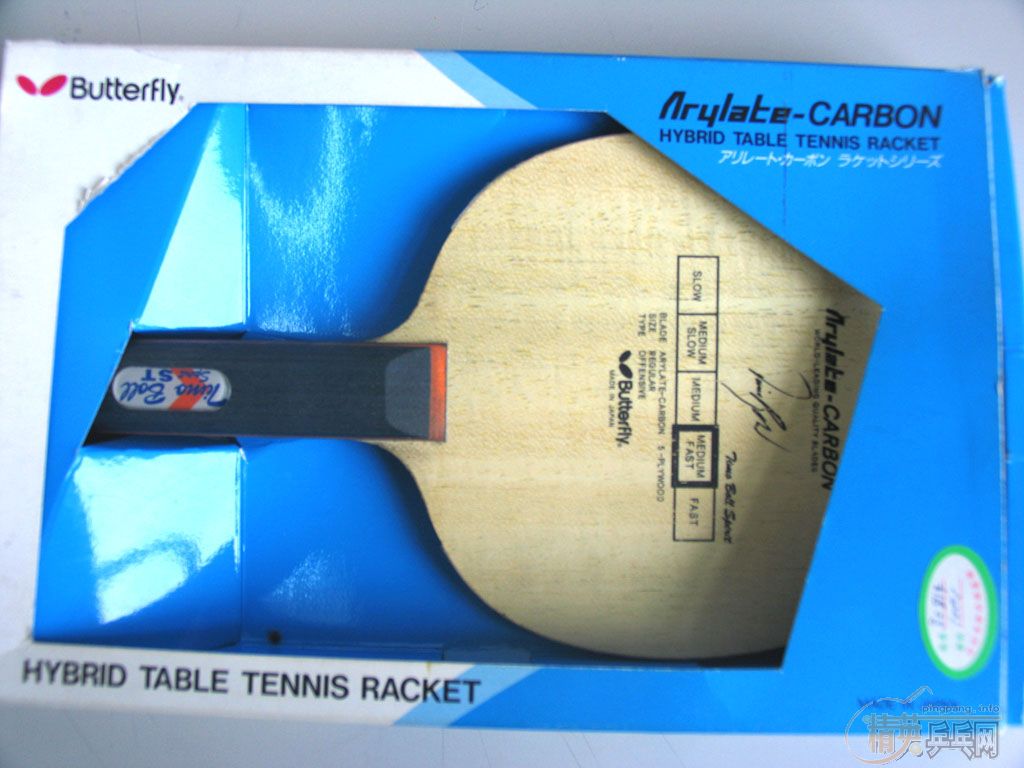 Butterfly.
Arylate-CARBON
HYBRID TABLE TENNIS RACKET
アリレート・カーボン ラケットシリーズ
Arylate-CARBON
WORLD-LEADING QUALITY BLADES
Timo Boll Spirit
SLOW
MEDIUM SLOW
MEDIUM
MEDIUM FAST
FAST
BLADE ARYLATE-CARBON 5-PLYWOOD
SIZE REGULAR
TYPE OFFENSIVE
Butterfly.
MADE IN JAPAN
Timo
Boll
ST
HYBRID TABLE TENNIS RACKET
pingpang.info
精英乒乓网